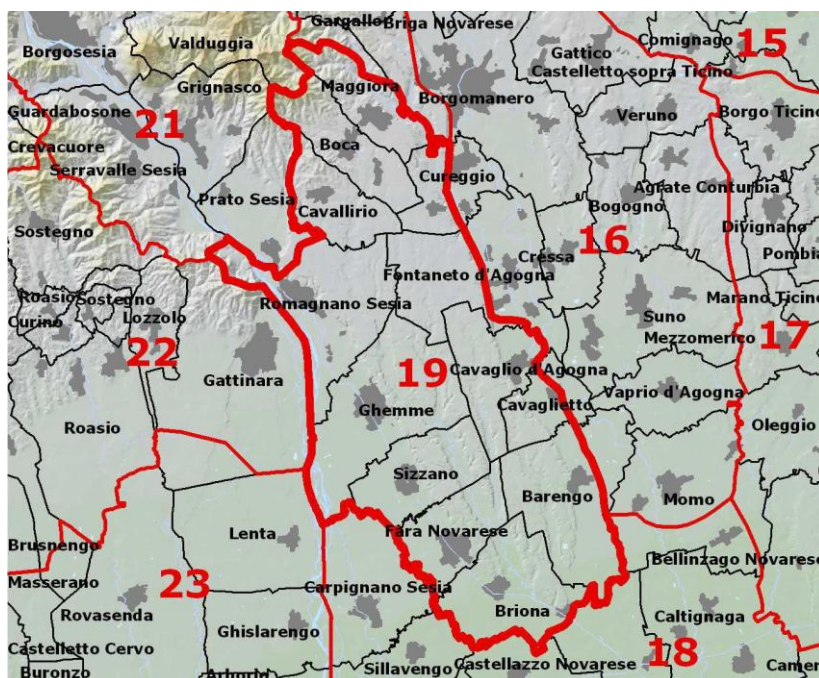 Gargallo
Briga Novarese
Comignago
15
Borgosesia
Valduggia
Gattico
Castelletto sopra Ticino
Grignasco
Maggiora
Borgomanero
Guardabosone
21
Veruno
Borgo Ticino
Crevacuore
Boca
Serravalle Sesia
Cureggio
Prato Sesia
Cavallirio
Agrate Conturbia
Bogogno
Sostegno
16
Divignano
Cressa
Pombia
Fontaneto d'Agogna
Roasio
Sostegno
Romagnano Sesia
Marano Ticino
Curino
Lozzolo
Suno
Mezzomerico
17
22
Gattinara
19
Cavaglio d'Agogna
Cavaglietto
Vaprio d'Agogna
Ghemme
Oleggio
Roasio
Sizzano
Barengo
Momo
Lenta
Fara Novarese
Brusnengo
Bellinzago Novarese
Masserano
23
Carpignano Sesia
Rovasenda
Briona
Caltignaga
Ghislarengo
Castelletto Cervo
18
Buronzo
Arborio
Sillavengo
Castellazzo Novarese
Camer